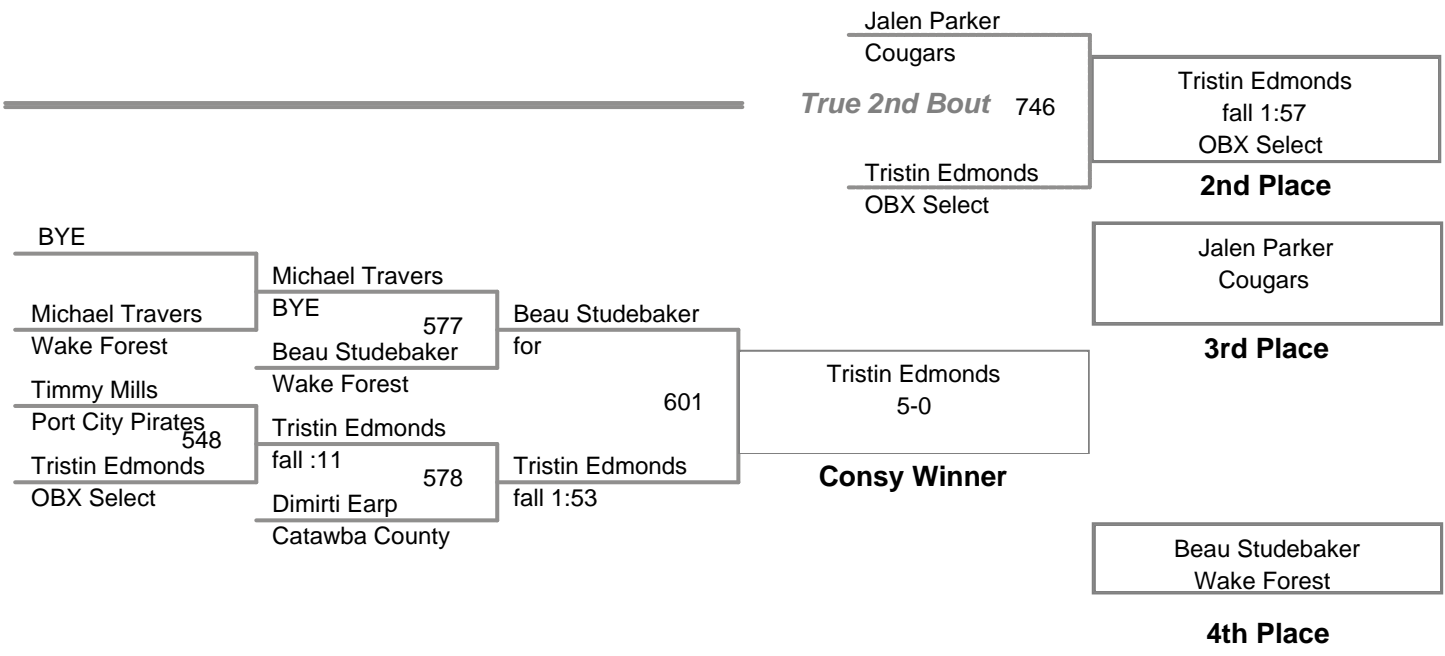 Jalen Parker
Cougars
True 2nd Bout 746
Tristin Edmonds
OBX Select
Tristin Edmonds
fall 1:57
OBX Select
2nd Place
Jalen Parker
Cougars
3rd Place
BYE
Michael Travers
Wake Forest
Timmy Mills
Port City Pirates
548
Tristin Edmonds
OBX Select
Michael Travers
BYE
577
Beau Studebaker
Wake Forest
Tristin Edmonds
fall :11
578
Dimirti Earp
Catawba County
Beau Studebaker
for
601
Tristin Edmonds
fall 1:53
Tristin Edmonds
5-0
Consy Winner
Beau Studebaker
Wake Forest
4th Place